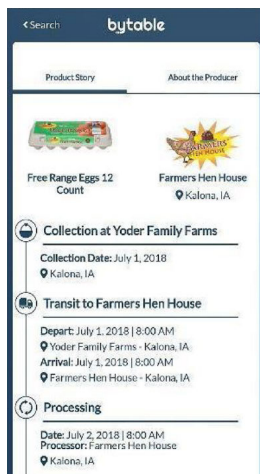 Search
bytable
Product Story
About the Producer
FARMERS
HEN HOUSE
Free Range Eggs 12
Count
Farmers Hen House
Kalona, IA
Collection at Yoder Family Farms
Collection Date: July 1, 2018
Kalona, IA
Transit to Farmers Hen House
Depart: July 1, 2018 | 8:00 AM
Yoder Family Farms - Kalona, IA
Arrival: July 1, 2018 | 8:00 AM
Farmers Hen House - Kalona, IA
Processing
Date: July 2, 2018 | 8:00 AM
Processor: Farmers Hen House
Kalona, IA